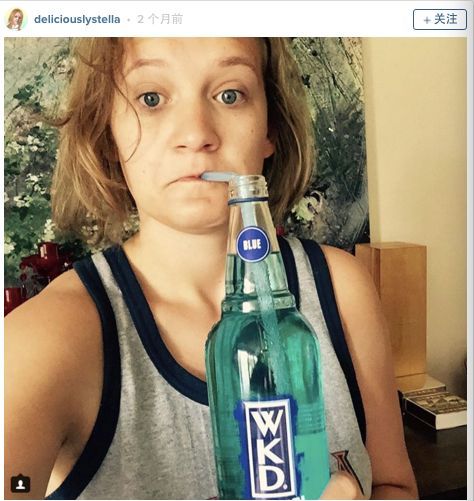 deliciouslystella • 2 个月前
+ 关注
BLUE
WKD